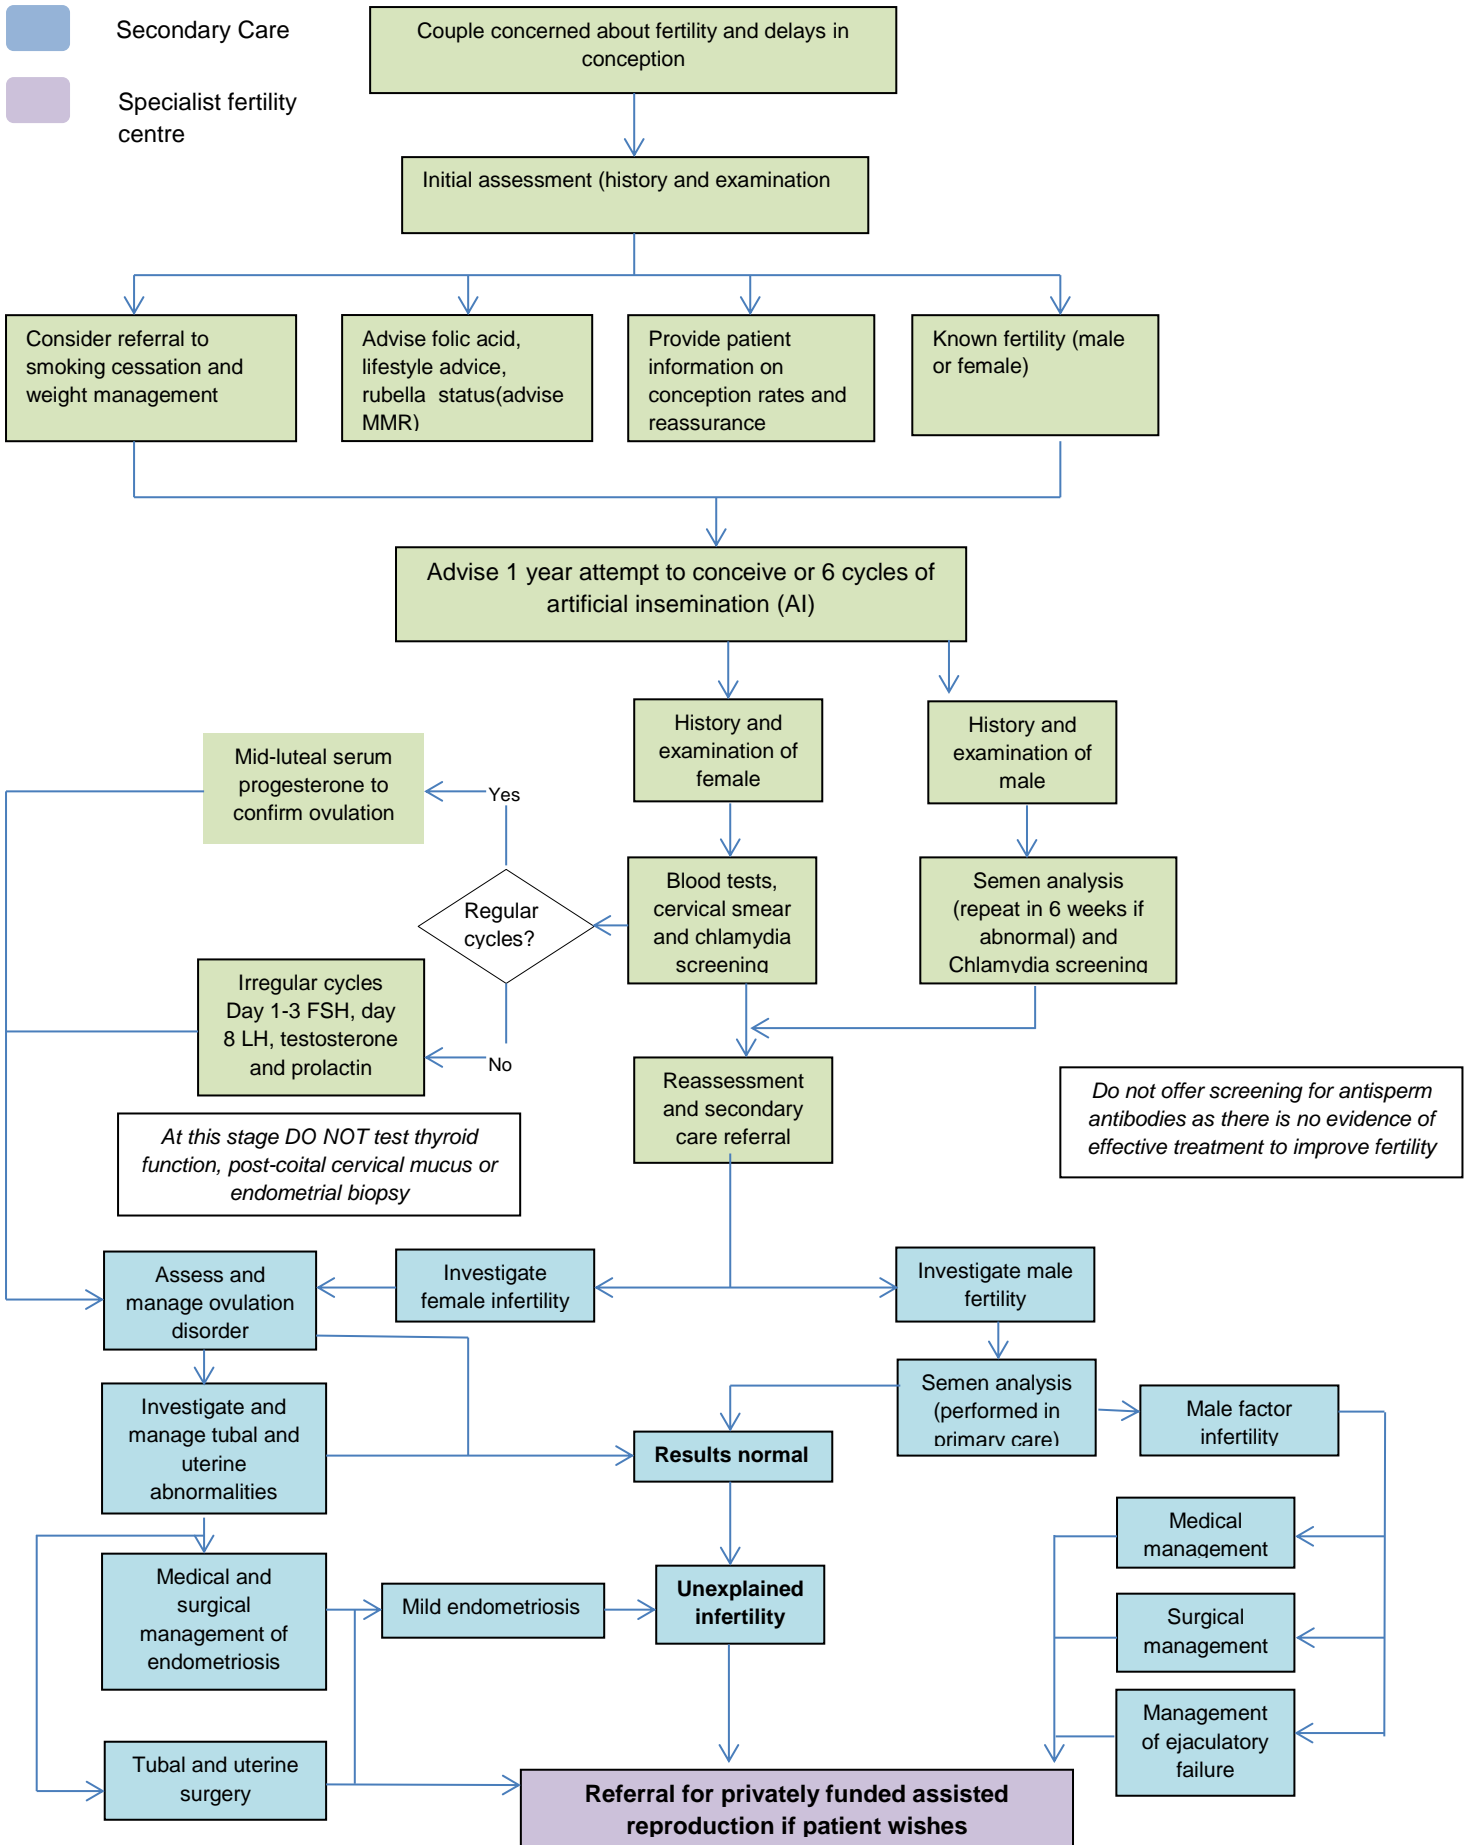 Secondary Care
Specialist fertility
centre
Couple concerned about fertility and delays in
conception
Initial assessment (history and examination
Consider referral to
smoking cessation and
weight management
Advise folic acid,
lifestyle advice,
rubella  status(advise
MMR)
Provide patient
information on
conception rates and
reassurance
Known fertility (male
or female)
Advise 1 year attempt to conceive or 6 cycles of
artificial insemination (AI)
History and
examination of
female
History and
examination of
male
Mid-luteal serum
progesterone to
confirm ovulation
Yes
Regular
cycles?
Blood tests,
cervical smear
and chlamydia
screening
Semen analysis
(repeat in 6 weeks if
abnormal) and
Chlamydia screening
Irregular cycles
Day 1-3 FSH, day
8 LH, testosterone
and prolactin
No
Reassessment
and secondary
care referral
Do not offer screening for antisperm
antibodies as there is no evidence of
effective treatment to improve fertility
At this stage DO NOT test thyroid
function, post-coital cervical mucus or
endometrial biopsy
Assess and
manage ovulation
disorder
Investigate
female infertility
Investigate male
fertility
Investigate and
manage tubal and
uterine
abnormalities
Results normal
Semen analysis
(performed in
primary care)
Male factor
infertility
Medical and
surgical
management of
endometriosis
Mild endometriosis
Unexplained
infertility
Medical
management
Surgical
management
Management
of ejaculatory
failure
Tubal and uterine
surgery
Referral for privately funded assisted
reproduction if patient wishes